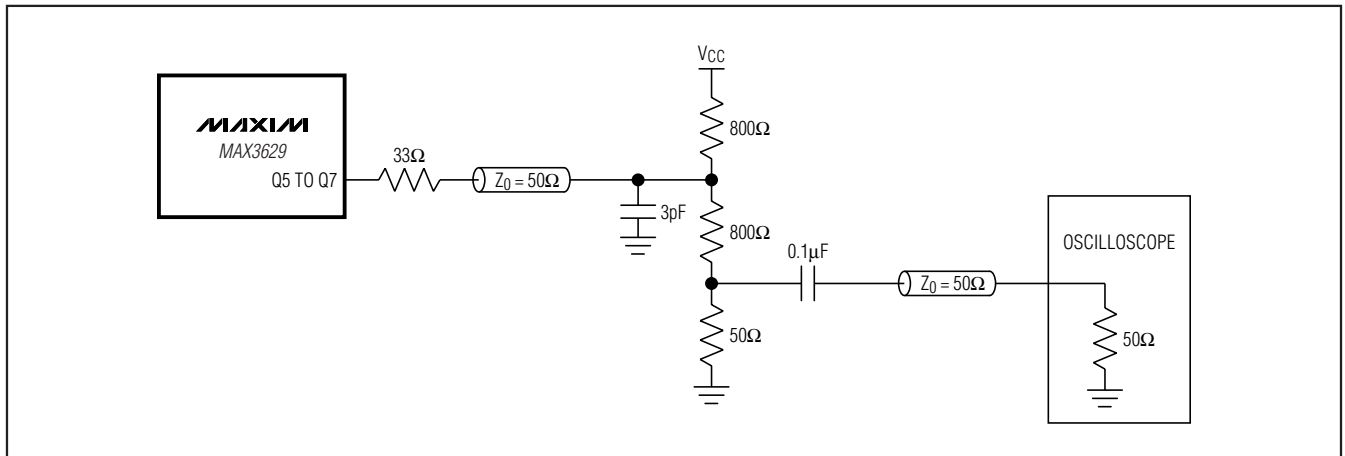 VCC
800Ω
MAXIM
MAX3629
33Ω
Q5 TO Q7
Z0 = 50Ω
3pF
800Ω
OSCILLOSCOPE
0.1μF
Z0 = 50Ω
50Ω
50Ω